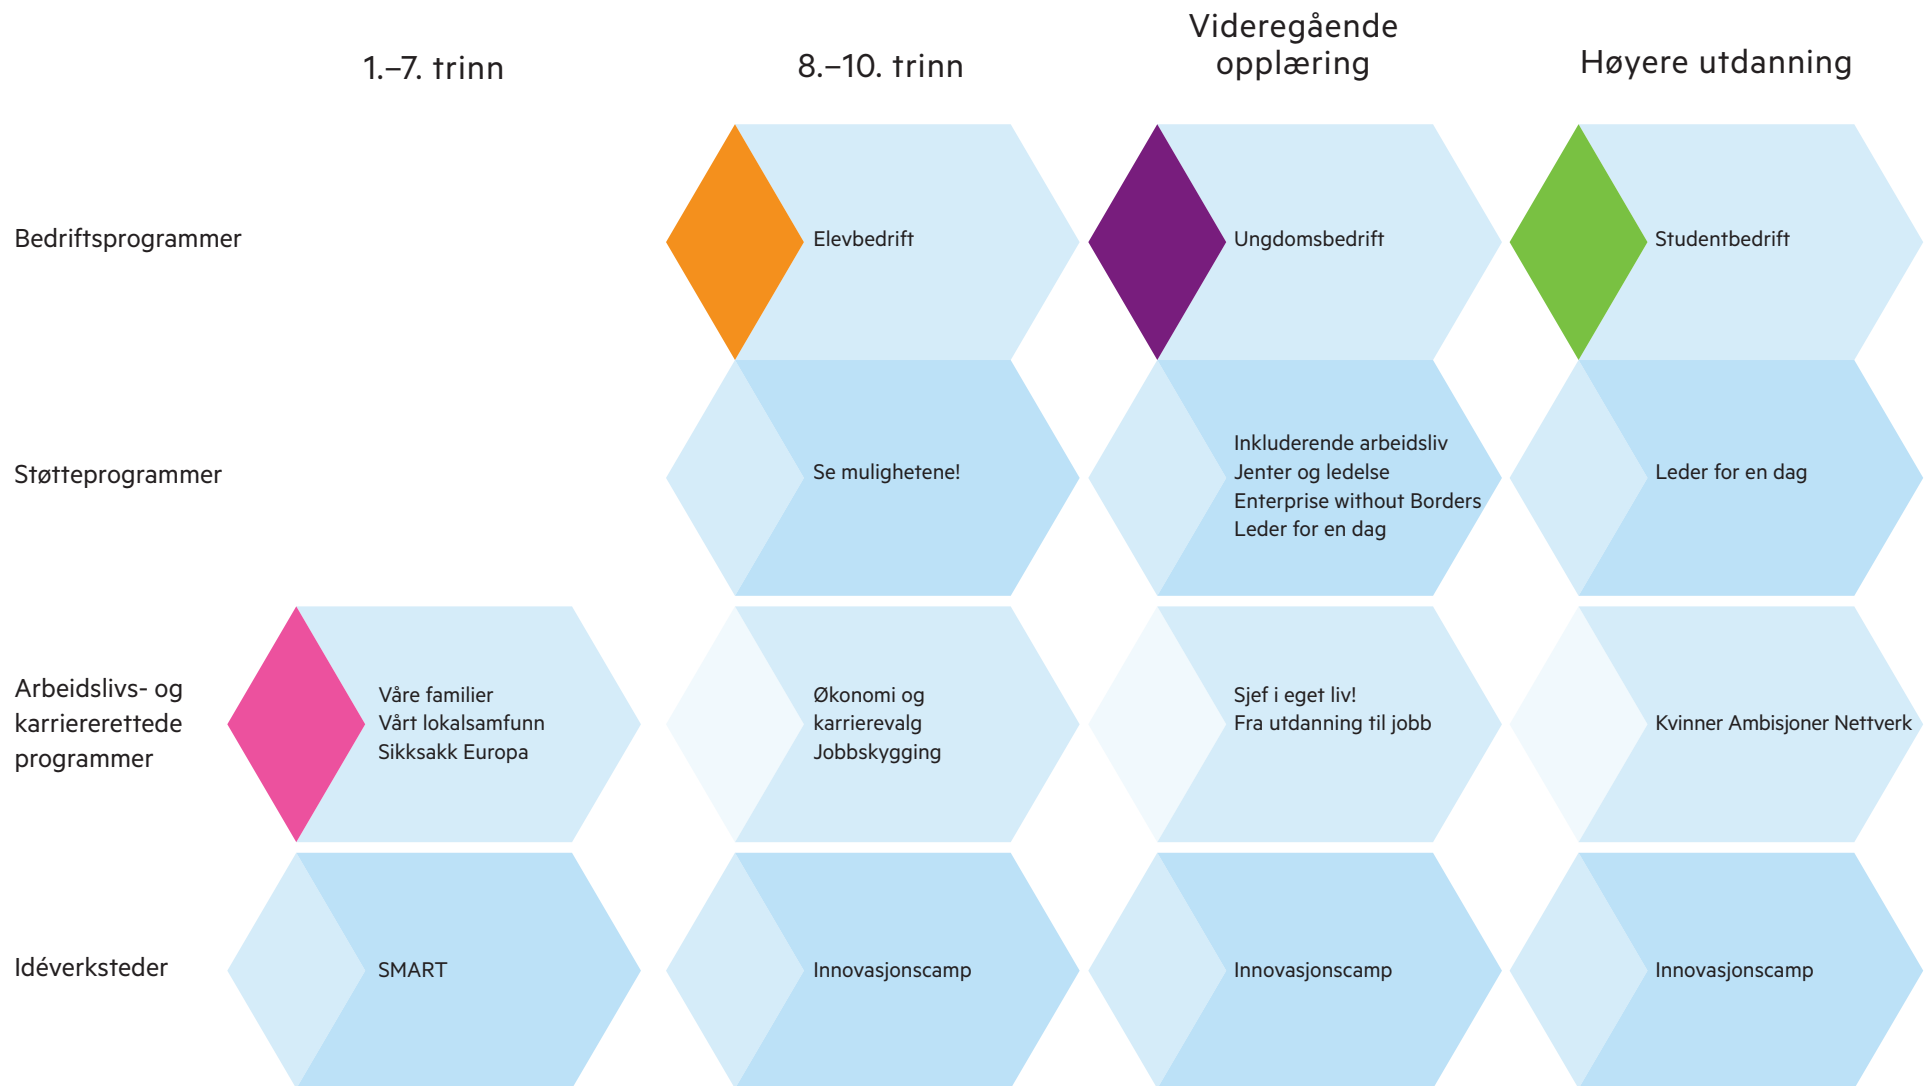 1.–7. trinn
8.–10. trinn
Videregående
opplæring
Høyere utdanning
Bedriftsprogrammer
Elevbedrift
Ungdomsbedrift
Studentbedrift
Støtteprogrammer
Se mulighetene!
Inkluderende arbeidsliv
Jenter og ledelse
Enterprise without Borders
Leder for en dag
Leder for en dag
Arbeidslivs- og
karriererettede
programmer
Våre familier
Vårt lokalsamfunn
Sikksakk Europa
Økonomi og
karrierevalg
Jobbskygging
Sjef i eget liv!
Fra utdanning til jobb
Kvinner Ambisjoner Nettverk
Idéverksteder
SMART
Innovasjonscamp
Innovasjonscamp
Innovasjonscamp